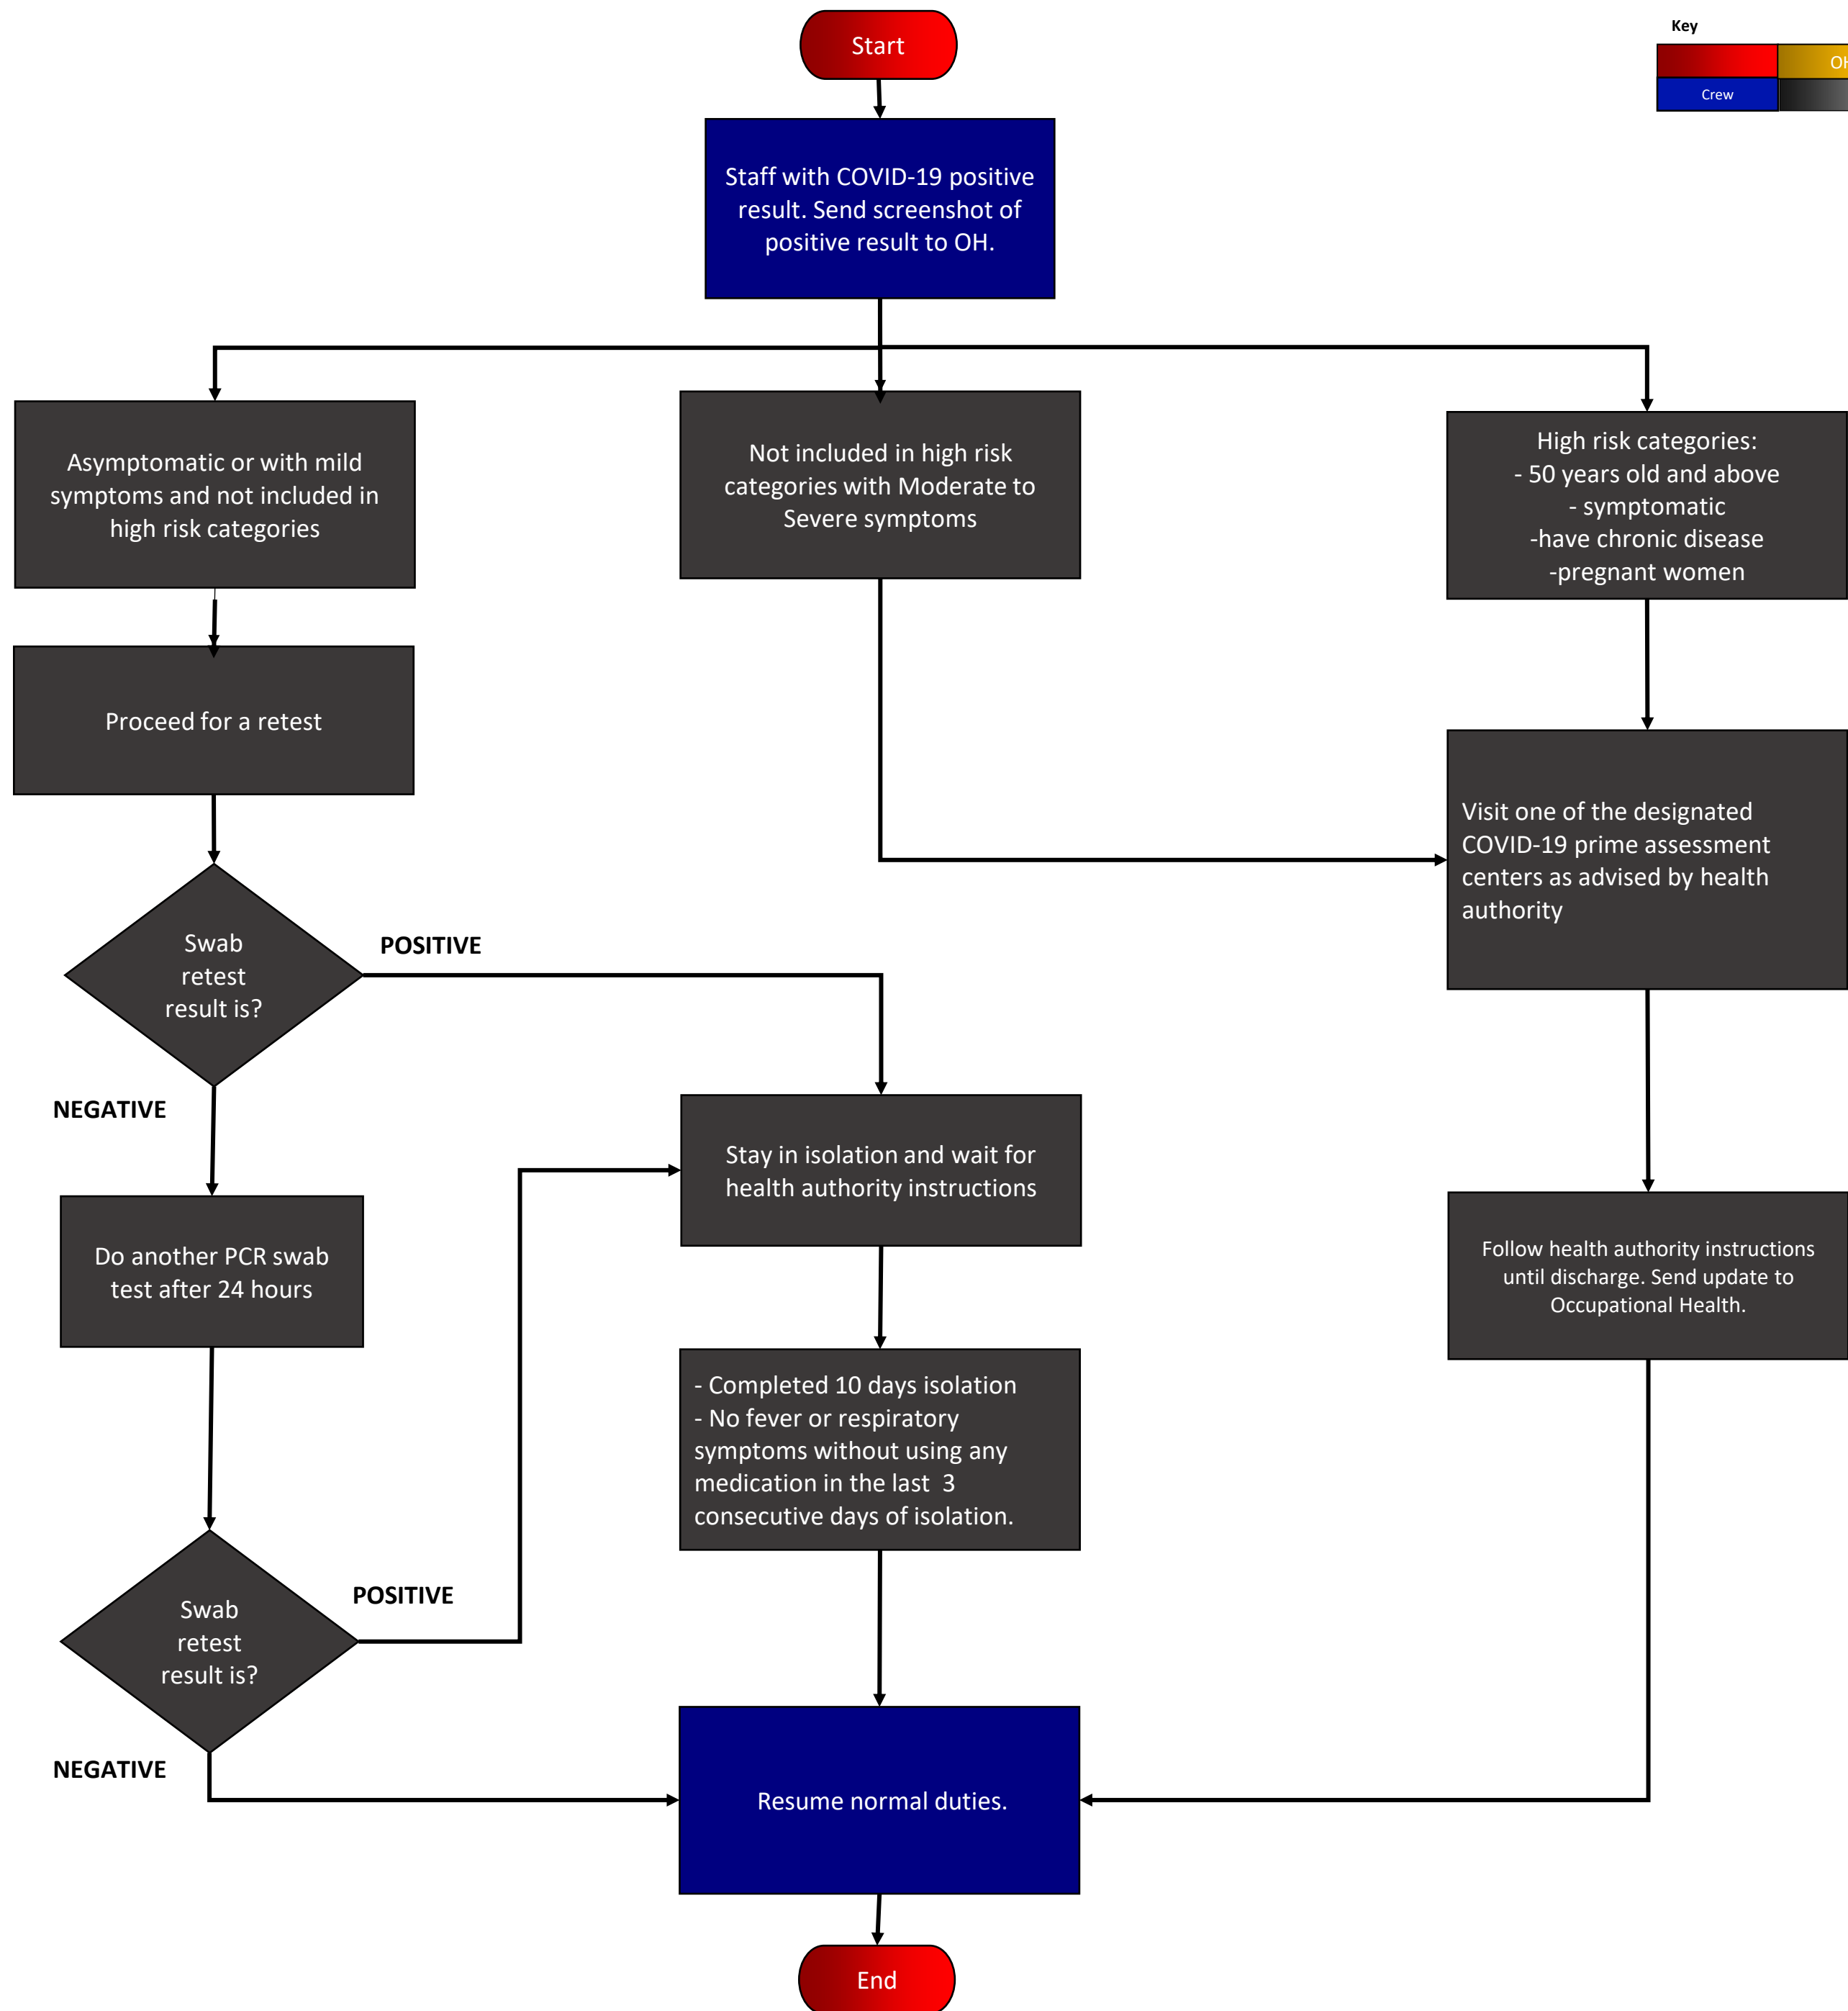 Start
Key
OH
Crew
Staff with COVID-19 positive
result. Send screenshot of
positive result to OH.
Asymptomatic or with mild
symptoms and not included in
high risk categories
Not included in high risk
categories with Moderate to
Severe symptoms
High risk categories:
- 50 years old and above
- symptomatic
-have chronic disease
-pregnant women
Proceed for a retest
Visit one of the designated
COVID-19 prime assessment
centers as advised by health
authority
Swab
retest
result is?
POSITIVE
NEGATIVE
Stay in isolation and wait for
health authority instructions
Do another PCR swab
test after 24 hours
Follow health authority instructions
until discharge. Send update to
Occupational Health.
- Completed 10 days isolation
- No fever or respiratory
symptoms without using any
medication in the last  3
consecutive days of isolation.
Swab
retest
result is?
POSITIVE
NEGATIVE
Resume normal duties.
End